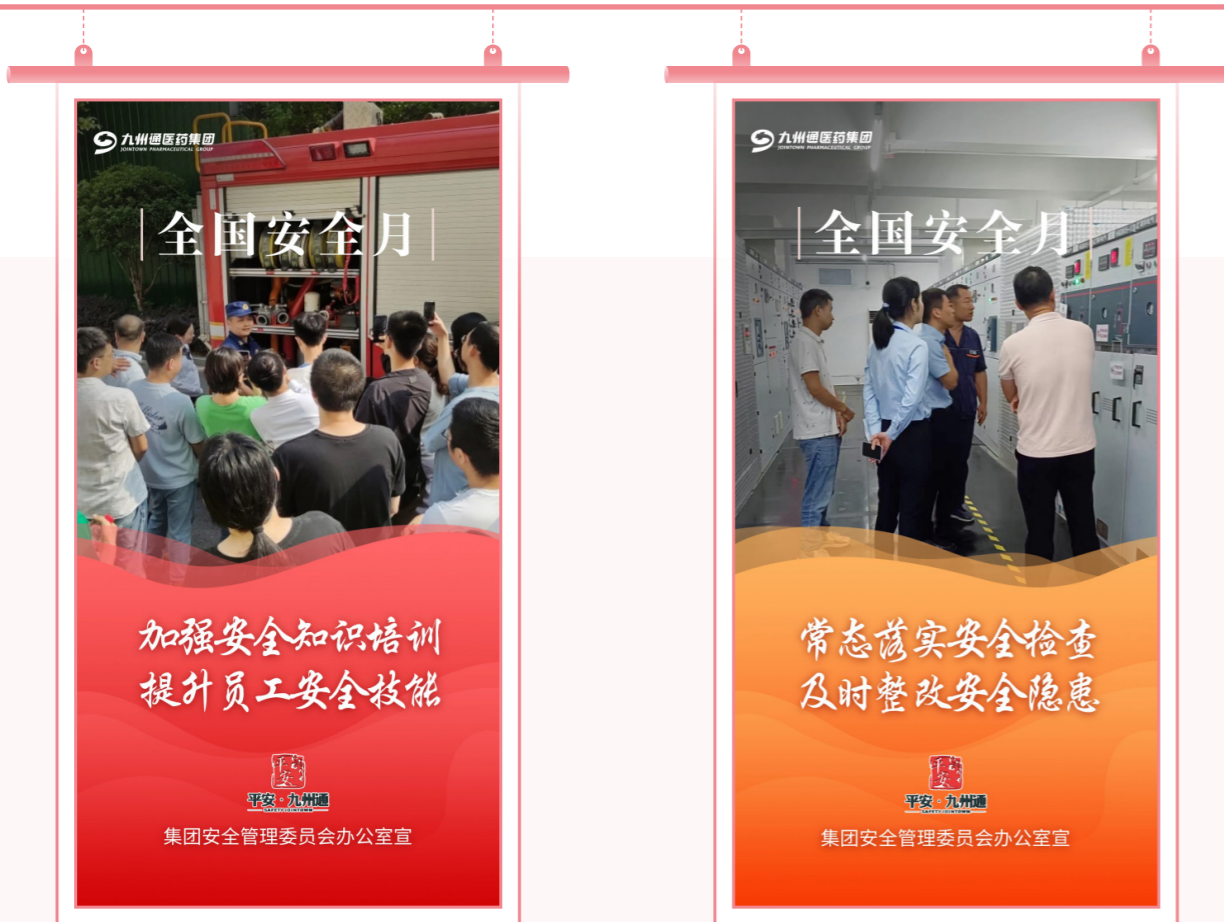 九州通医药集团
JOINTOWN PHARMACEUTICAL GROUP
全国安全月
加强安全知识培训
提升员工安全技能
平安·九州通
集团安全管理委员会办公室宣
九州通医药集团
JOINTOWN PHARMACEUTICAL GROUP
全国安全月
常态落实安全检查
及时整改安全隐患
平安·九州通
集团安全管理委员会办公室宣